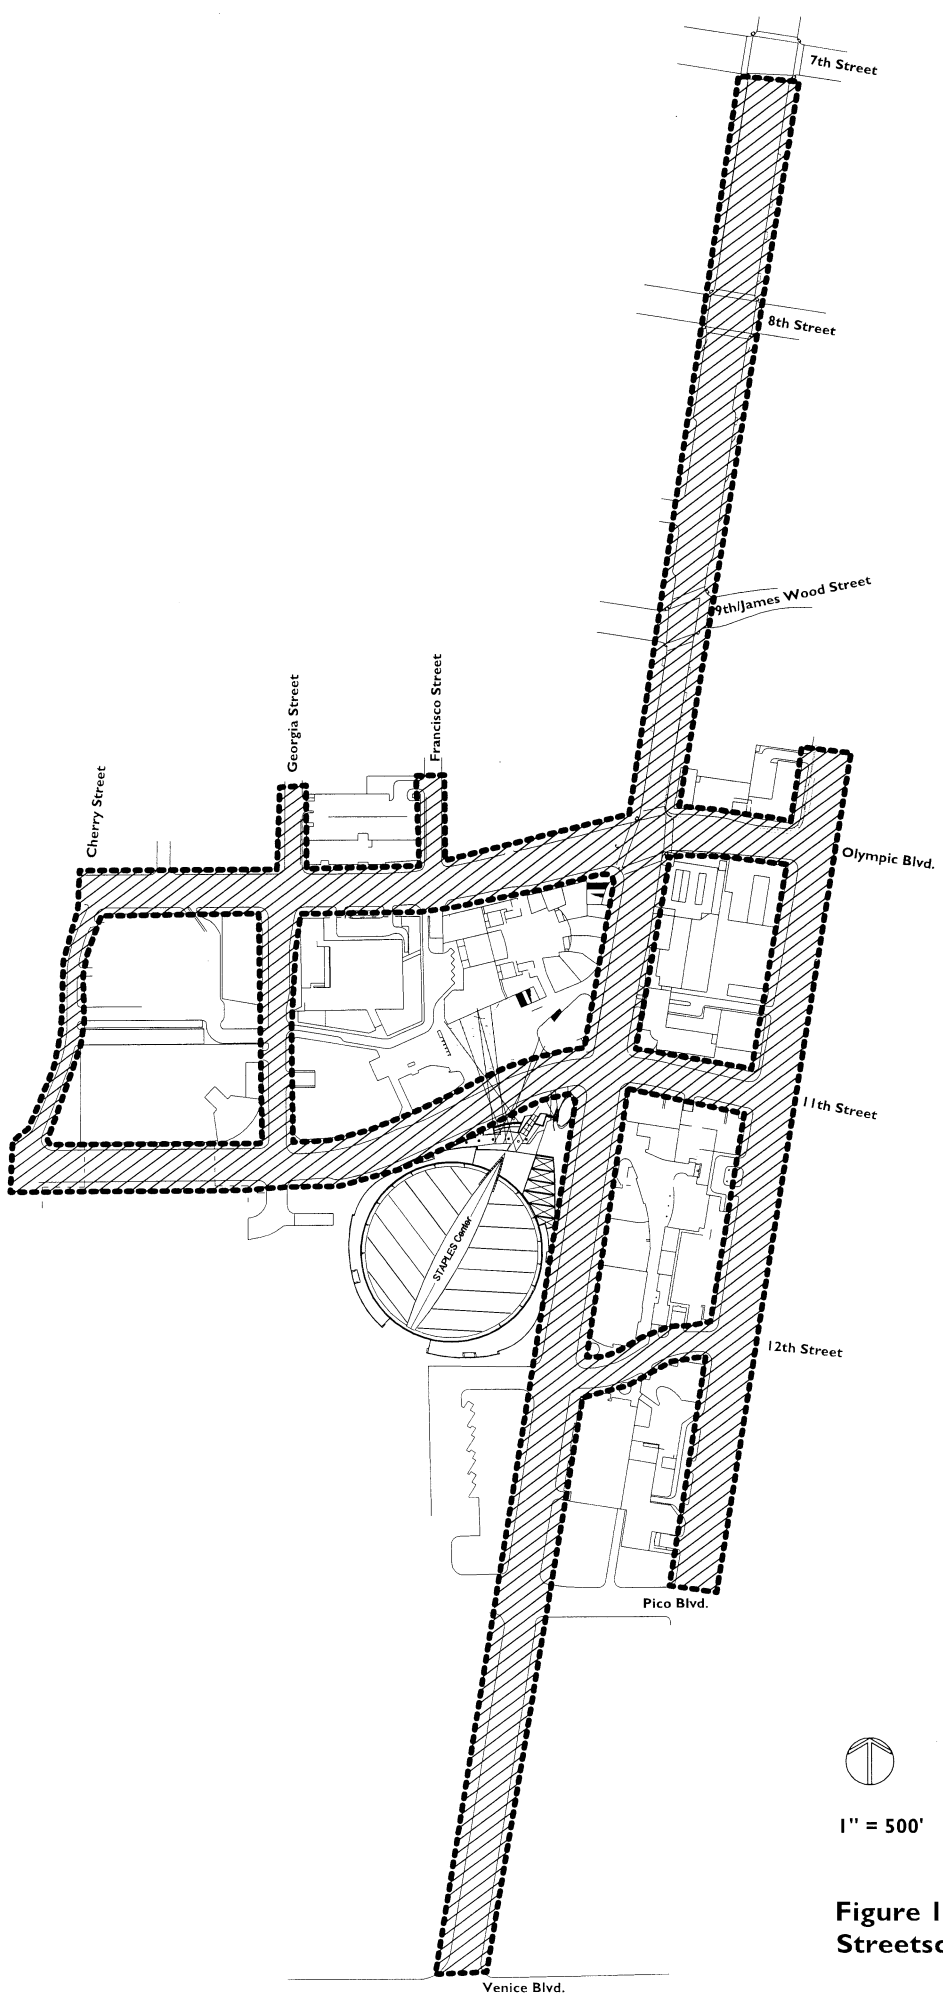 7th Street
8th Street
9th/James Wood Street
Georgia Street
Francisco Street
Cherry Street
Olympic Blvd.
11th Street
STAPLES Center
12th Street
Pico Blvd.
1" = 500'
Figure 1
Venice Blvd.